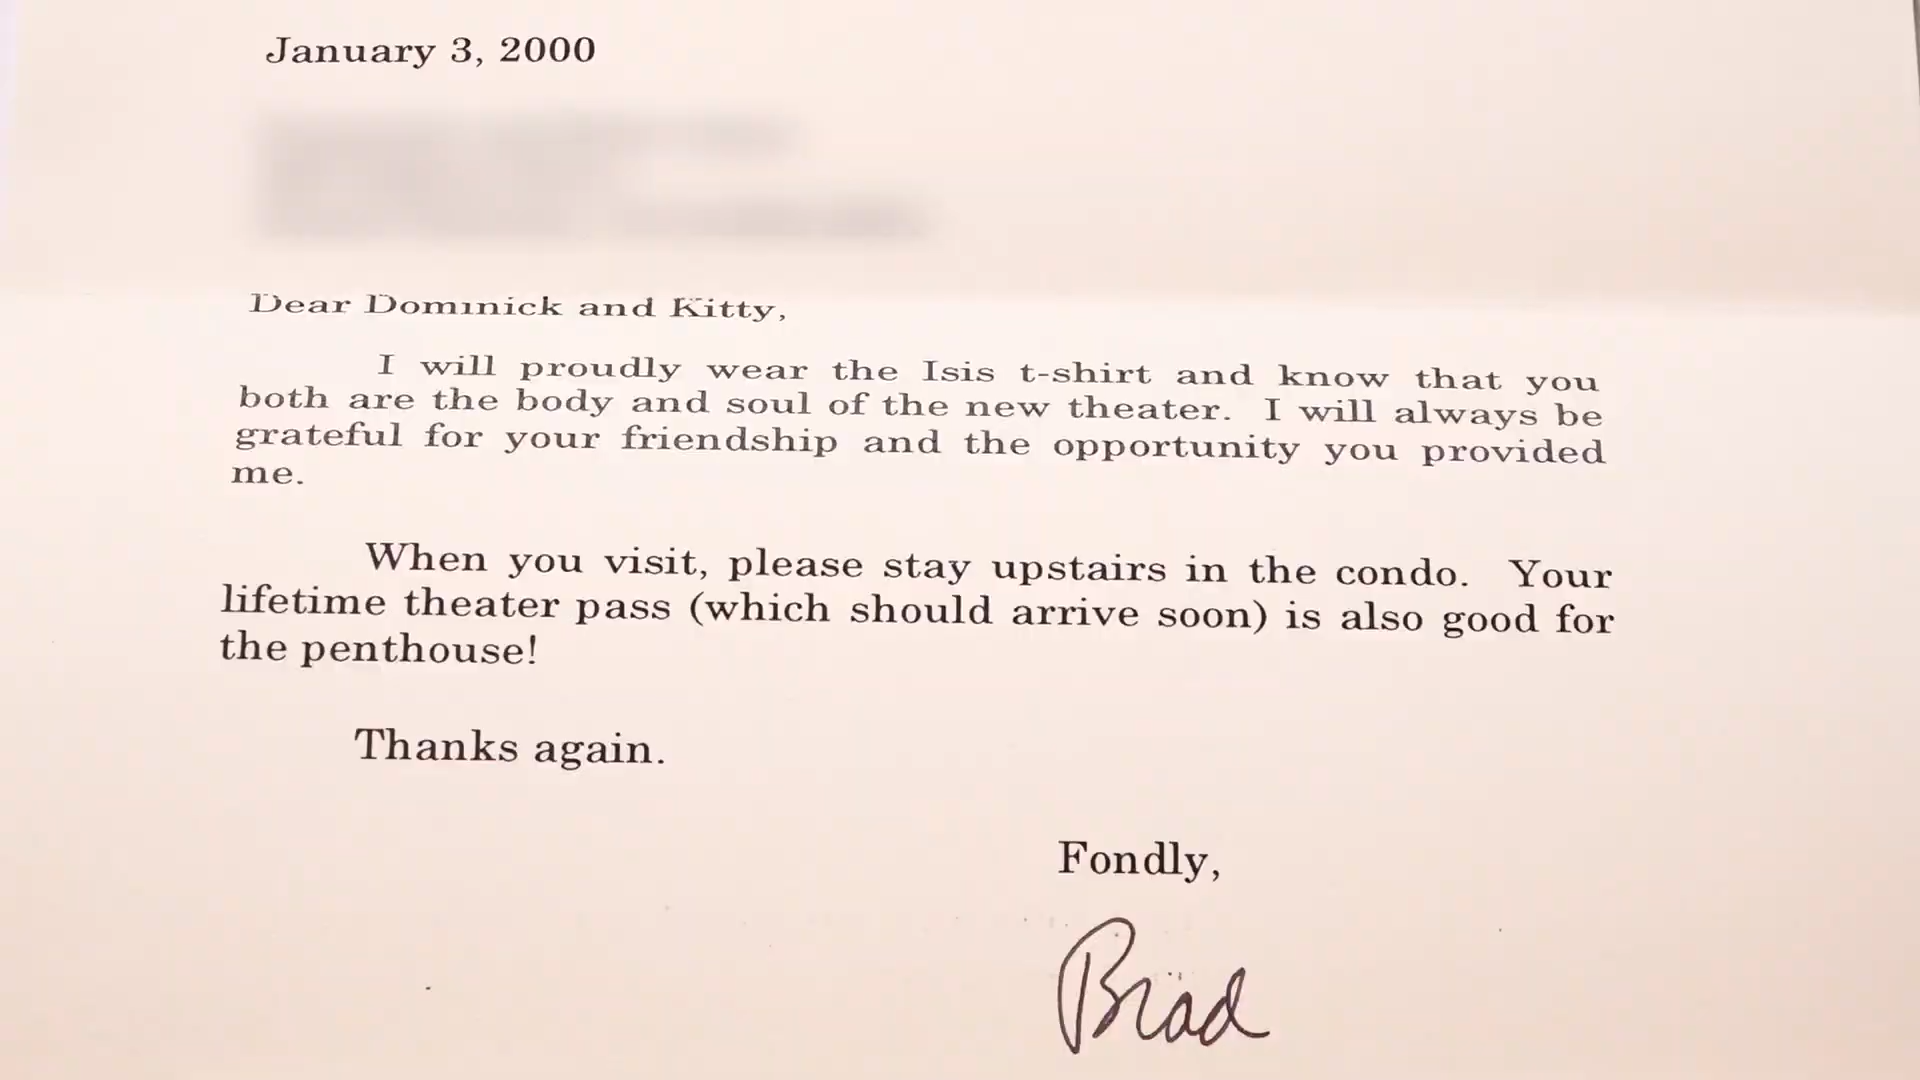 January 3, 2000
Dear Dominick and Kitty,
I will proudly wear the Isis t-shirt and know that you
both are the body and soul of the new theater. I will always be
grateful for your friendship and the opportunity you provided
me.
When you visit, please stay upstairs in the condo. Your
lifetime theater pass (which should arrive soon) is also good for
the penthouse!
Thanks again.
Fondly,
Brad